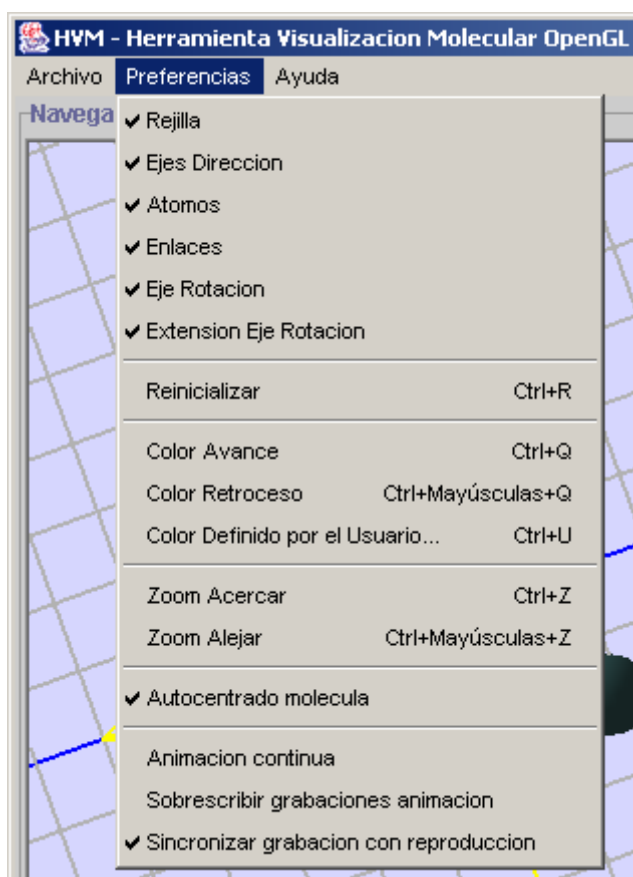 HVM - Herramienta Visualizacion Molecular OpenGL
Archivo Preferencias Ayuda
Navega
Rejilla
Ejes Direccion
Atomos
Enlaces
Eje Rotacion
Extension Eje Rotacion
Reinicializar Ctrl+R
Color Avance Ctrl+Q
Color Retroceso Ctrl+Mayúsculas+Q
Color Definido por el Usuario... Ctrl+U
Zoom Acercar Ctrl+Z
Zoom Alejar Ctrl+Mayúsculas+Z
Autocentrado molecula
Animacion continua
Sobrescribir grabaciones animacion
Sincronizar grabacion con reproduccion